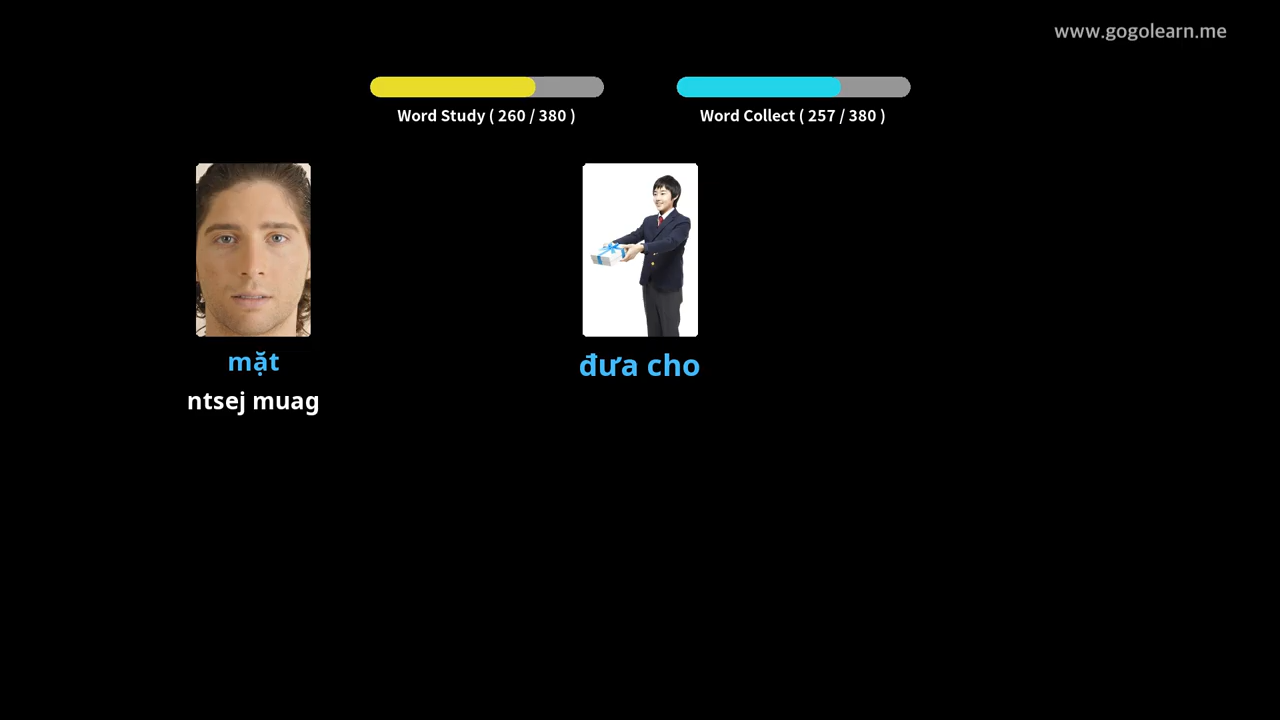 www.gogolearn.me
Word Study ( 260 / 380 )
Word Collect ( 257 / 380 )
mặt
ntsej muag
đưa cho